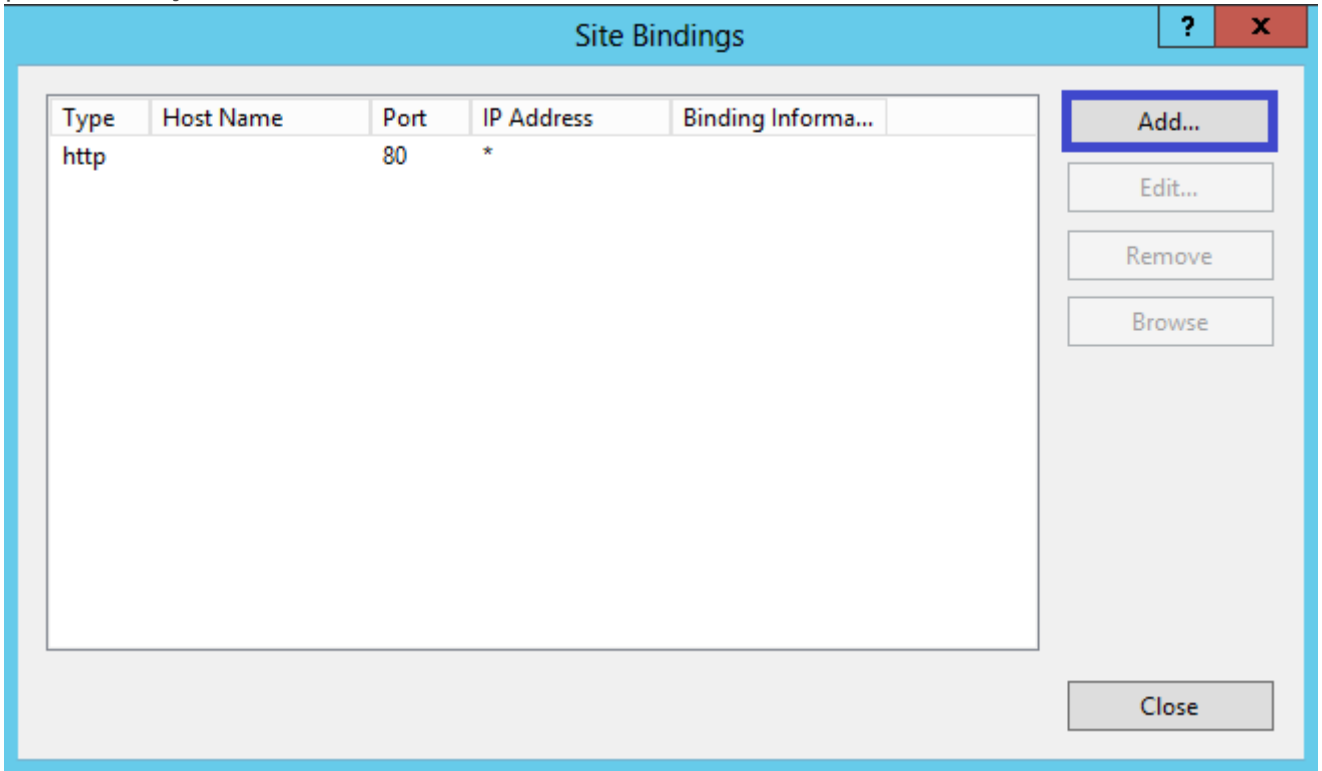 Site Bindings
? x
Type Host Name Port IP Address Binding Informa...
http 80 *
Add...
Edit...
Remove
Browse
Close